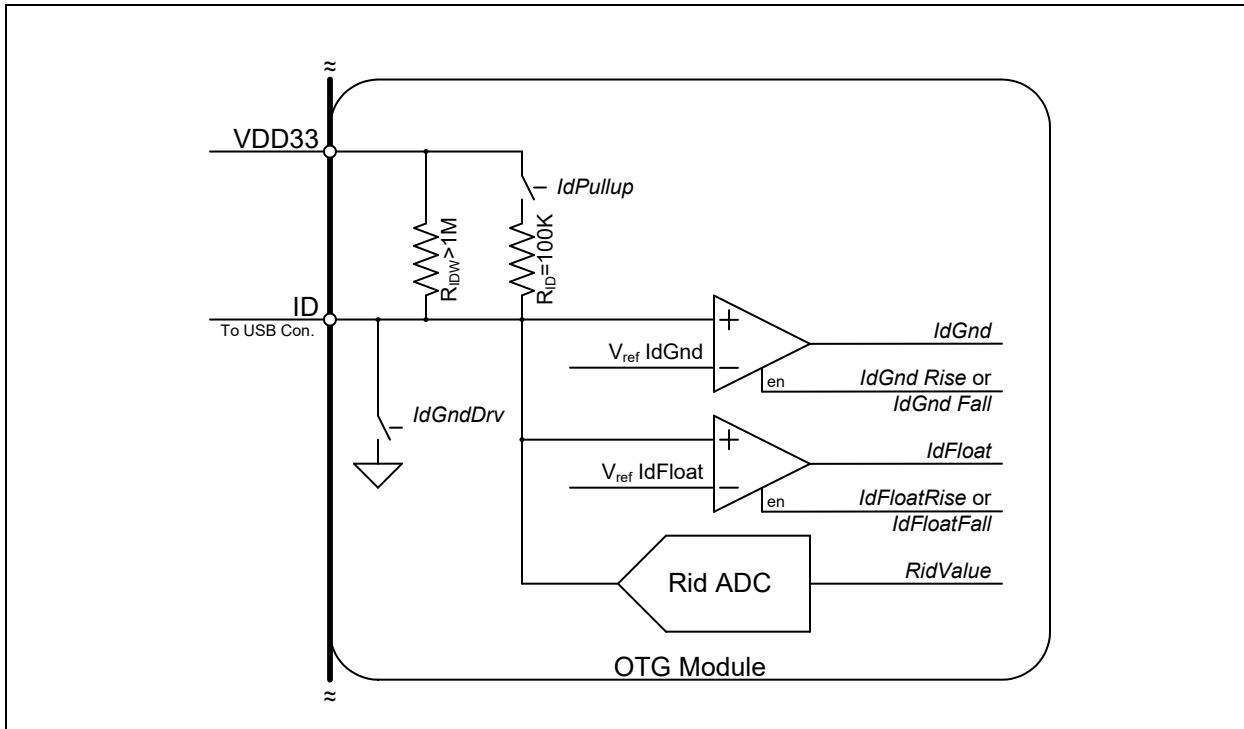 ≈
VDD33
IdPullup
RIDW>1M
RID=100K
ID
To USB Con.
+
IdGnd
Vref IdGnd
−
en
IdGnd Rise or
IdGnd Fall
IdGndDrv
+
IdFloat
Vref IdFloat
−
en
IdFloatRise or
IdFloatFall
Rid ADC
RidValue
OTG Module
≈